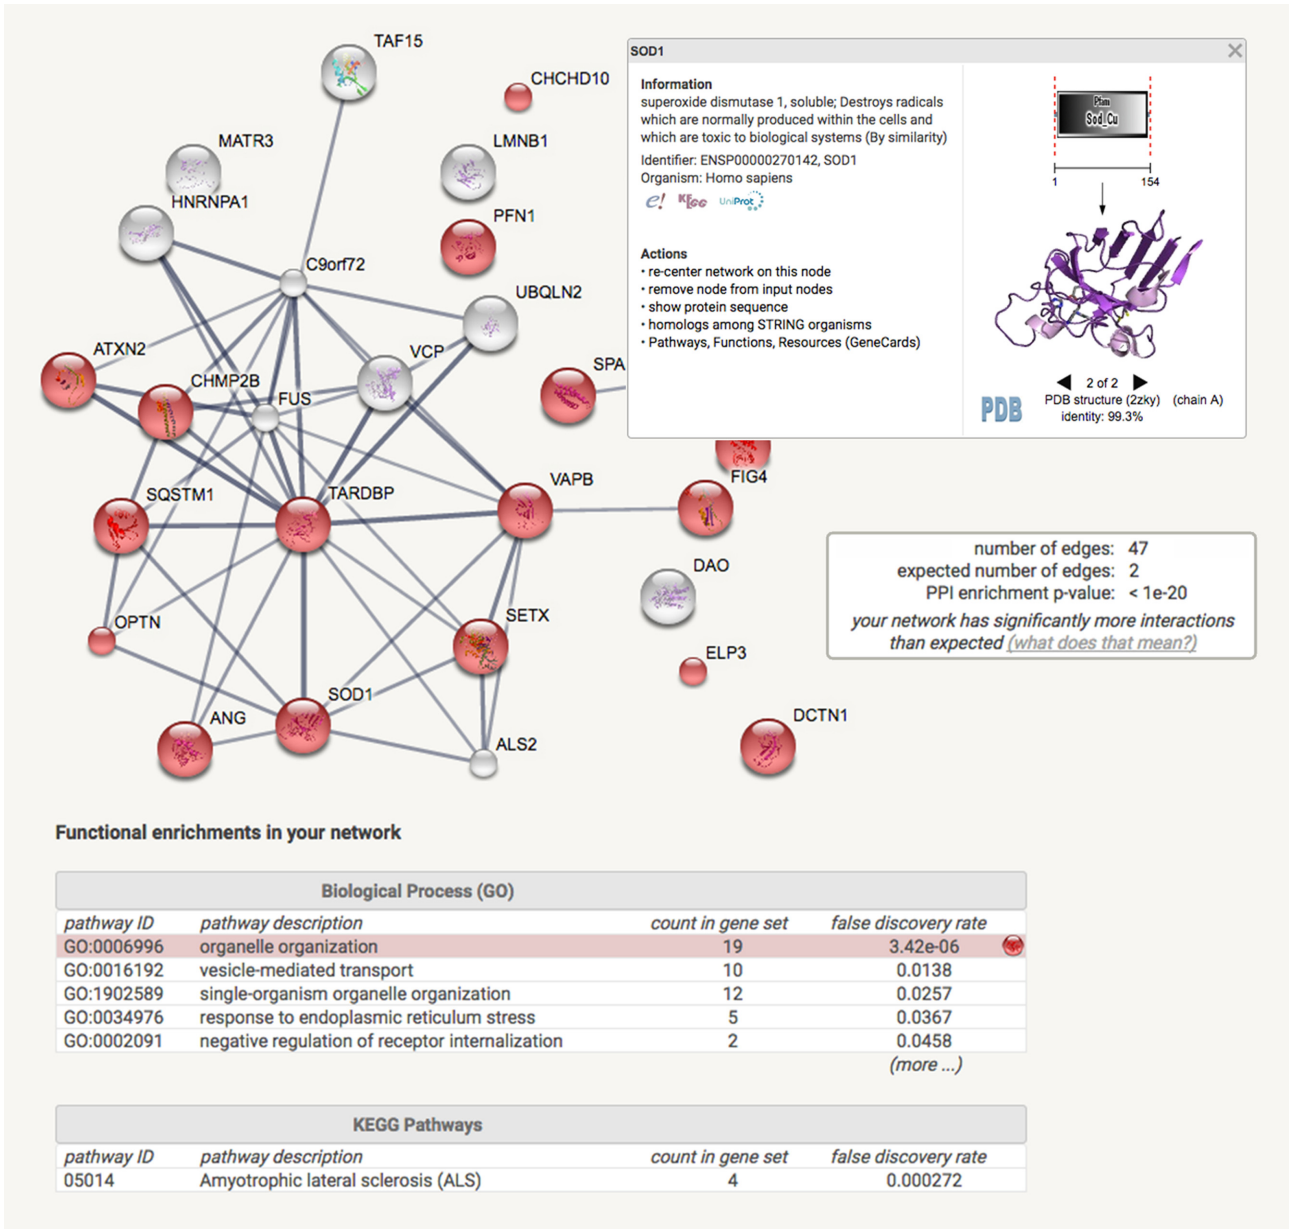 TAF15
CHCHD10
MATR3
LMNB1
HNRNPA1
PFN1
C9orf72
UBQLN2
ATXN2
VCP
CHMP2B
SPA
FUS
SQSTM1
TARDBP
VAPB
FIG4
DAO
OPTN
SETX
ELP3
SOD1
ANG
DCTN1
ALS2
SOD1
Information
superoxide dismutase 1, soluble; Destroys radicals
which are normally produced within the cells and
which are toxic to biological systems (By similarity)
Identifier: ENSP00000270142, SOD1
Organism: Homo sapiens
e! KEGG UniProt
Actions
• re-center network on this node
• remove node from input nodes
• show protein sequence
• homologs among STRING organisms
• Pathways, Functions, Resources (GeneCards)
Pfam
Sod_Cu
1 154
2 of 2
PDB
PDB structure (2zky) (chain A)
identity: 99.3%
number of edges: 47
expected number of edges: 2
PPI enrichment p-value: < 1e-20
your network has significantly more interactions
than expected (what does that mean?)
Functional enrichments in your network
Biological Process (GO)
pathway ID pathway description count in gene set false discovery rate
GO:0006996 organelle organization 19 3.42e-06
GO:0016192 vesicle-mediated transport 10 0.0138
GO:1902589 single-organism organelle organization 12 0.0257
GO:0034976 response to endoplasmic reticulum stress 5 0.0367
GO:0002091 negative regulation of receptor internalization 2 0.0458
(more ...)
KEGG Pathways
pathway ID pathway description count in gene set false discovery rate
05014 Amyotrophic lateral sclerosis (ALS) 4 0.000272